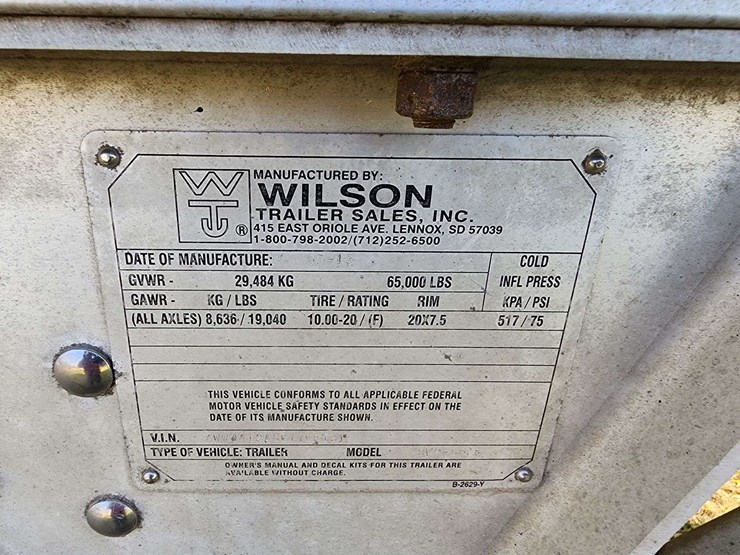 WTJ ®
MANUFACTURED BY:
WILSON
TRAILER SALES, INC.
415 EAST ORIOLE AVE. LENNOX, SD 57039
1-800-798-2002/(712)252-6500
DATE OF MANUFACTURE:
COLD
GVWR - 29,484 KG 65,000 LBS INFL PRESS
GAWR - KG / LBS TIRE / RATING RIM KPA / PSI
(ALL AXLES) 8,636 / 19,040 10.00-20 / (F) 20X7.5 517 / 75
THIS VEHICLE CONFORMS TO ALL APPLICABLE FEDERAL
MOTOR VEHICLE SAFETY STANDARDS IN EFFECT ON THE
DATE OF ITS MANUFACTURE SHOWN.
V.I.N.
TYPE OF VEHICLE: TRAILER MODEL
OWNER'S MANUAL AND DECAL KITS FOR THIS TRAILER ARE
AVAILABLE WITHOUT CHARGE.
B-2629-Y